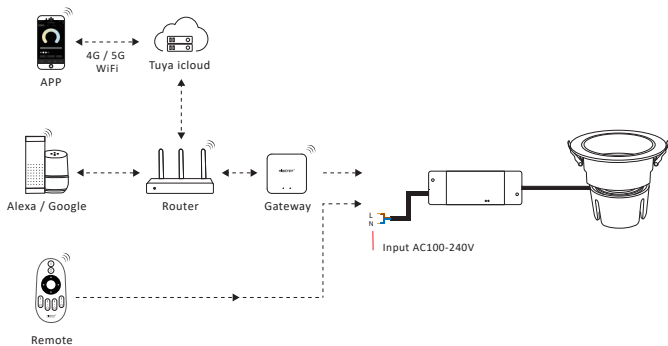 4G / 5G
WiFi
APP
Tuya icloud
Alexa / Google
Router
Gateway
L
N
Input AC100-240V
Remote